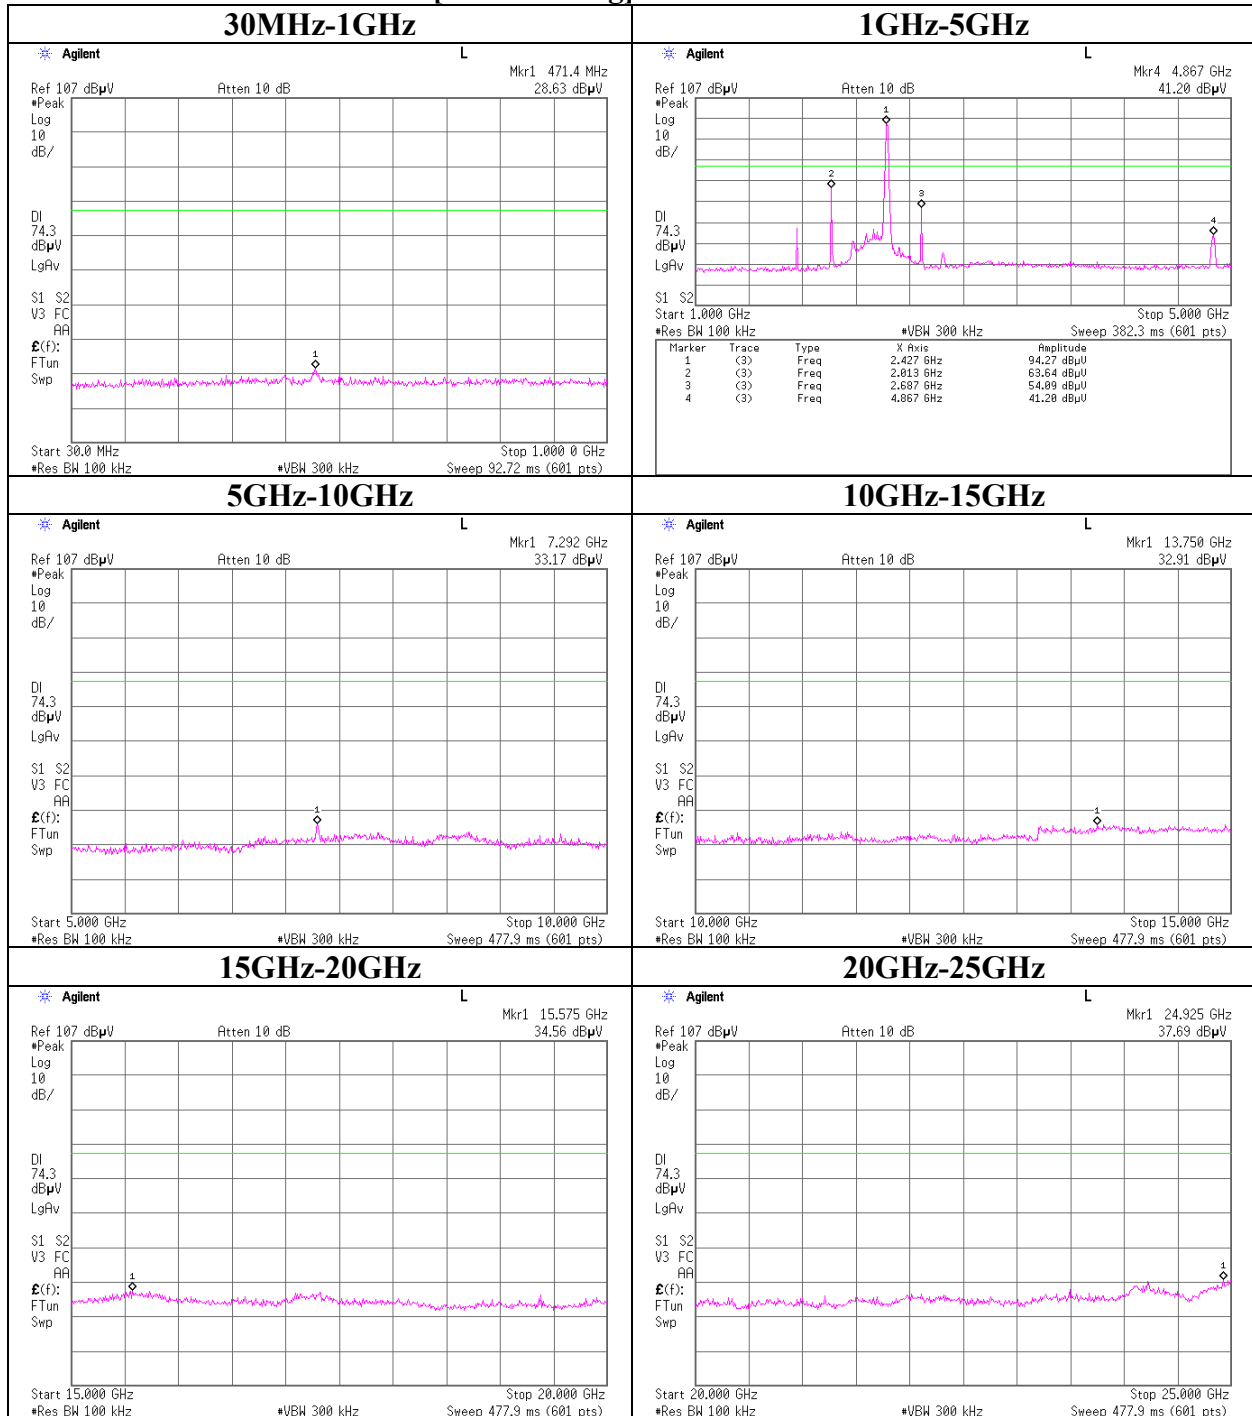 30MHz-1GHz
Agilent
L
Mkr1 471.4 MHz
Ref 107 dBµV
Atten 10 dB
28.63 dBµV
#Peak
Log
10
dB/
DI
74.3
dBµV
LgAv
S1 S2
V3 FC
AA
£(f):
FTun
Swp
1
Start 30.0 MHz
Stop 1.000 0 GHz
#Res BW 100 kHz
#VBW 300 kHz
Sweep 92.72 ms (601 pts)
1GHz-5GHz
Agilent
L
Mkr4 4.867 GHz
Ref 107 dBµV
Atten 10 dB
41.20 dBµV
#Peak
Log
10
dB/
DI
74.3
dBµV
LgAv
S1 S2
1
2
3
4
Start 1.000 GHz
Stop 5.000 GHz
#Res BW 100 kHz
#VBW 300 kHz
Sweep 382.3 ms (601 pts)
Marker Trace Type X Axis Amplitude
1 (3) Freq 2.427 GHz 94.27 dBµV
2 (3) Freq 2.013 GHz 63.64 dBµV
3 (3) Freq 2.687 GHz 54.09 dBµV
4 (3) Freq 4.867 GHz 41.20 dBµV
5GHz-10GHz
Agilent
L
Mkr1 7.292 GHz
Ref 107 dBµV
Atten 10 dB
33.17 dBµV
#Peak
Log
10
dB/
DI
74.3
dBµV
LgAv
S1 S2
V3 FC
AA
£(f):
FTun
Swp
1
Start 5.000 GHz
Stop 10.000 GHz
#Res BW 100 kHz
#VBW 300 kHz
Sweep 477.9 ms (601 pts)
10GHz-15GHz
Agilent
L
Mkr1 13.750 GHz
Ref 107 dBµV
Atten 10 dB
32.91 dBµV
#Peak
Log
10
dB/
DI
74.3
dBµV
LgAv
S1 S2
V3 FC
AA
£(f):
FTun
Swp
1
Start 10.000 GHz
Stop 15.000 GHz
#Res BW 100 kHz
#VBW 300 kHz
Sweep 477.9 ms (601 pts)
15GHz-20GHz
Agilent
L
Mkr1 15.575 GHz
Ref 107 dBµV
Atten 10 dB
34.56 dBµV
#Peak
Log
10
dB/
DI
74.3
dBµV
LgAv
S1 S2
V3 FC
AA
£(f):
FTun
Swp
1
Start 15.000 GHz
Stop 20.000 GHz
#Res BW 100 kHz
#VBW 300 kHz
Sweep 477.9 ms (601 pts)
20GHz-25GHz
Agilent
L
Mkr1 24.925 GHz
Ref 107 dBµV
Atten 10 dB
37.69 dBµV
#Peak
Log
10
dB/
DI
74.3
dBµV
LgAv
S1 S2
V3 FC
AA
£(f):
FTun
Swp
1
Start 20.000 GHz
Stop 25.000 GHz
#Res BW 100 kHz
#VBW 300 kHz
Sweep 477.9 ms (601 pts)